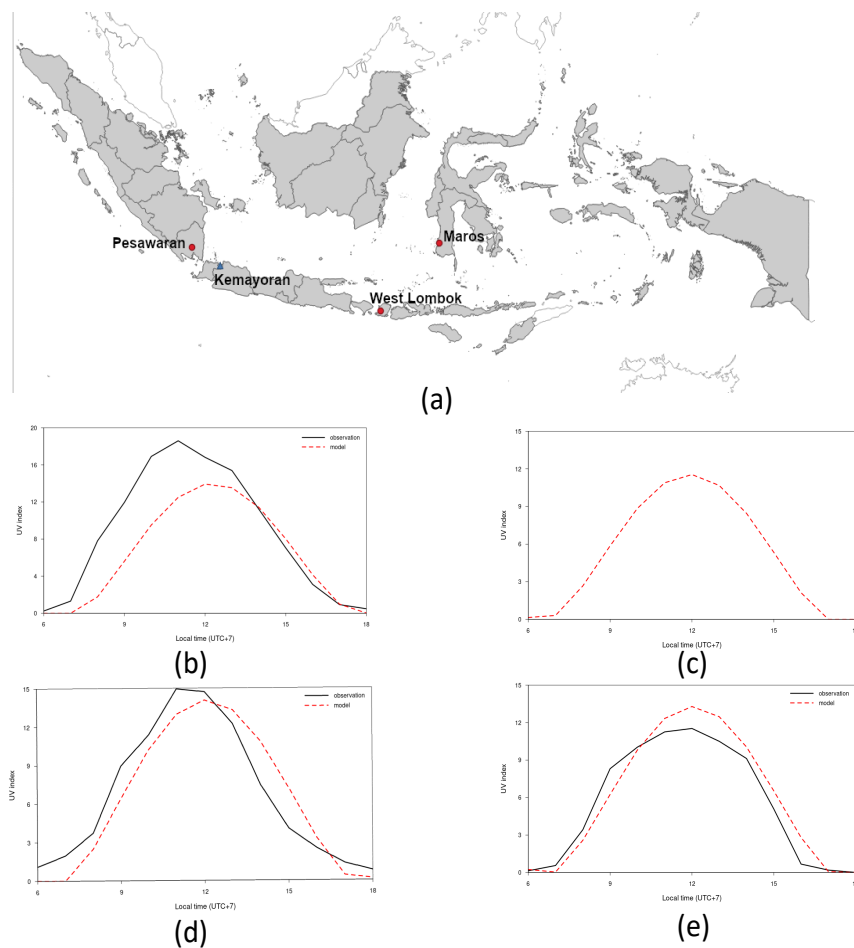 Pesawaran
Maros
Kemayoran
West Lombok
(a)
20
16
12
8
4
0
UV index
observation
model
6
9
12
15
18
Local time (UTC+7)
(b)
15
12
9
6
3
0
UV index
6
9
12
15
18
Local time (UTC+7)
(c)
15
12
9
6
3
0
UV index
observation
model
6
9
12
15
18
Local time (UTC+7)
(d)
15
12
9
6
3
0
UV index
observation
model
6
9
12
15
18
Local time (UTC+7)
(e)